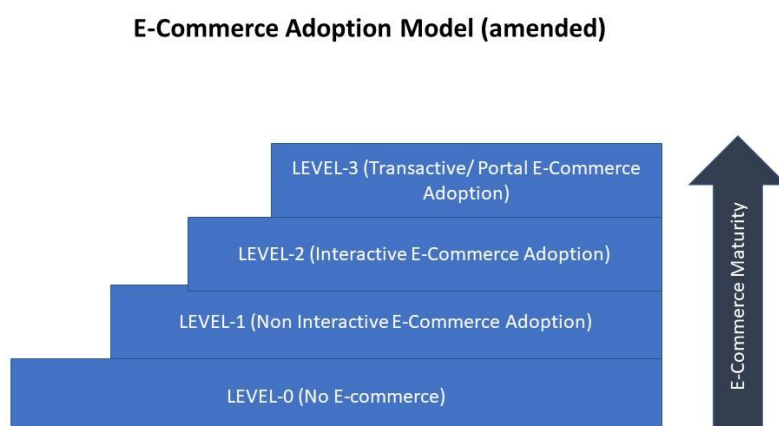 E-Commerce Adoption Model (amended)
LEVEL-3 (Transactive/ Portal E-Commerce
Adoption)
LEVEL-2 (Interactive E-Commerce Adoption)
LEVEL-1 (Non Interactive E-Commerce Adoption)
LEVEL-0 (No E-commerce)
E-Commerce Maturity